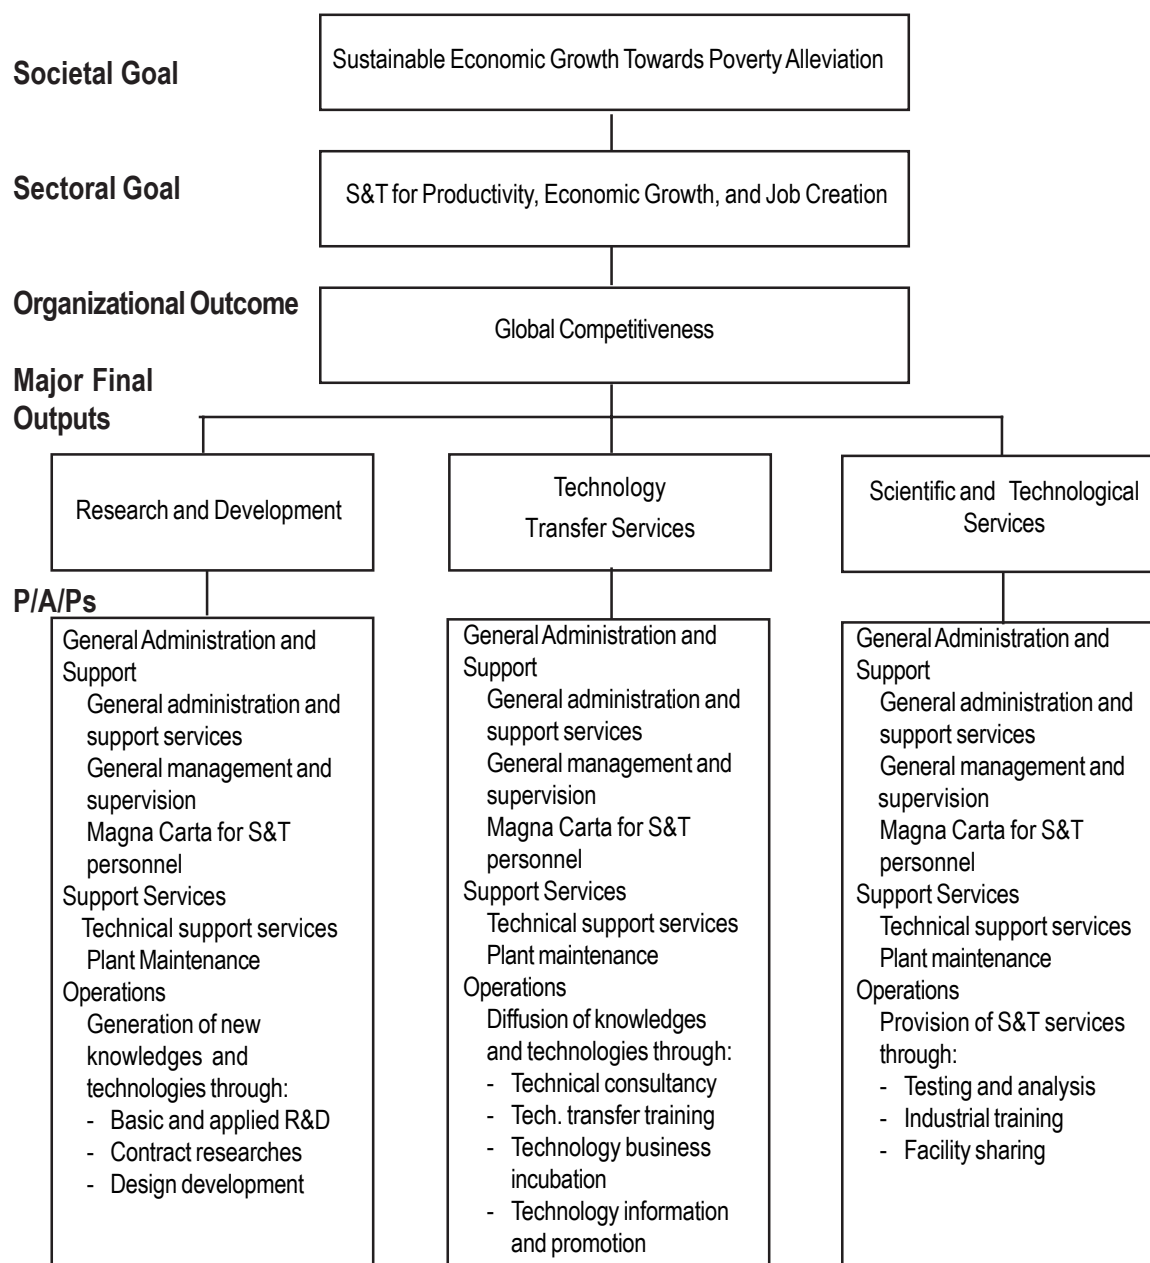 Societal Goal
Sustainable Economic Growth Towards Poverty Alleviation
Sectoral Goal
S&T for Productivity, Economic Growth, and Job Creation
Organizational Outcome
Global Competitiveness
Major Final
Outputs
Research and Development
Technology
Transfer Services
Scientific and Technological
Services
P/A/Ps
General Administration and
Support
General administration and
support services
General management and
supervision
Magna Carta for S&T
personnel
Support Services
Technical support services
Plant Maintenance
Operations
Generation of new
knowledges and
technologies through:
- Basic and applied R&D
- Contract researches
- Design development
General Administration and
Support
General administration and
support services
General management and
supervision
Magna Carta for S&T
personnel
Support Services
Technical support services
Plant maintenance
Operations
Diffusion of knowledges
and technologies through:
- Technical consultancy
- Tech. transfer training
- Technology business
incubation
- Technology information
and promotion
General Administration and
Support
General administration and
support services
General management and
supervision
Magna Carta for S&T
personnel
Support Services
Technical support services
Plant maintenance
Operations
Provision of S&T services
through:
- Testing and analysis
- Industrial training
- Facility sharing